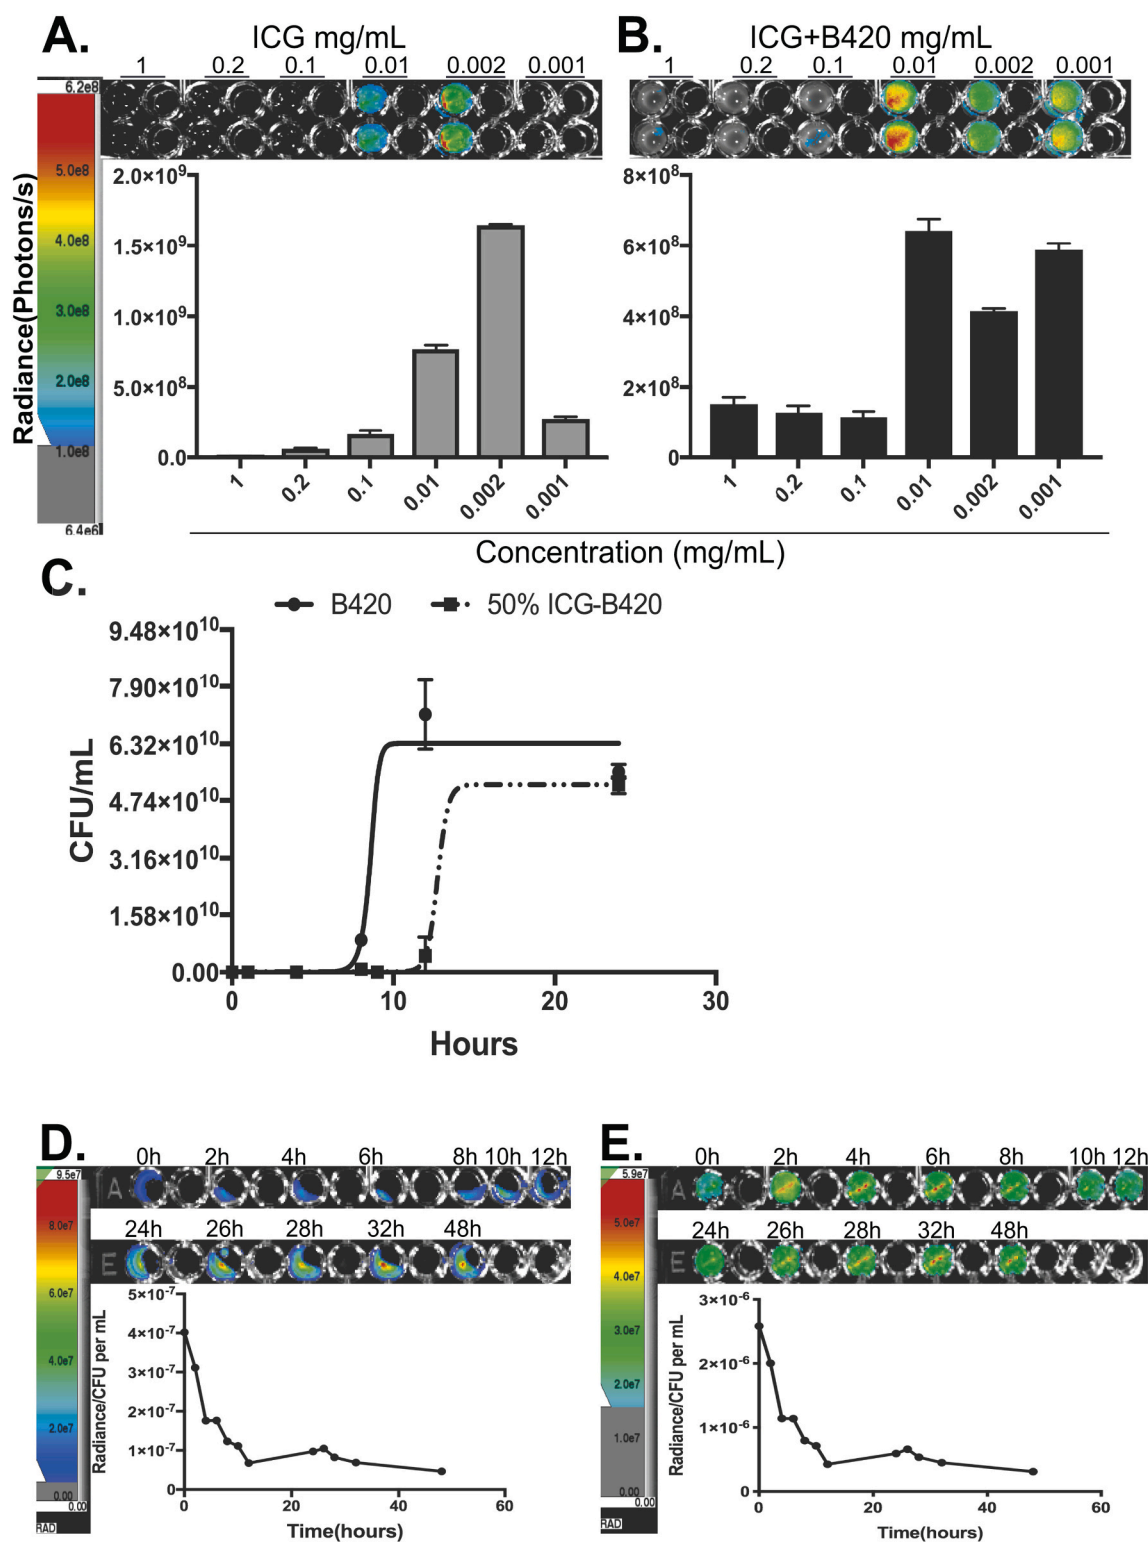 A.
ICG mg/mL
1 0.2 0.1 0.01 0.002 0.001
B.
ICG+B420 mg/mL
1 0.2 0.1 0.01 0.002 0.001
Radiance(Photons/s)
6.2e8
5.0e8
4.0e8
3.0e8
2.0e8
1.0e8
6.4e6
2.0×10⁹
1.5×10⁹
1.0×10⁹
5.0×10⁸
0.0
1 0.2 0.1 0.01 0.002 0.001
8×10⁸
6×10⁸
4×10⁸
2×10⁸
0
1 0.2 0.1 0.01 0.002 0.001
Concentration (mg/mL)
C.
B420 50% ICG-B420
CFU/mL
9.48×10¹⁰
7.90×10¹⁰
6.32×10¹⁰
4.74×10¹⁰
3.16×10¹⁰
1.58×10¹⁰
0.00
0 10 20 30
Hours
D.
0h 2h 4h 6h 8h 10h 12h
A
24h 26h 28h 32h 48h
E
9.5e7
8.0e7
6.0e7
4.0e7
2.0e7
0.00
0.00
RAD
Radiance/CFU per mL
5×10⁻⁷
4×10⁻⁷
3×10⁻⁷
2×10⁻⁷
1×10⁻⁷
0
0 20 40 60
Time(hours)
E.
0h 2h 4h 6h 8h 10h 12h
A
24h 26h 28h 32h 48h
E
5.9e7
5.0e7
4.0e7
3.0e7
2.0e7
1.0e7
0.00
0.00
RAD
Radiance/CFU per mL
3×10⁻⁶
2×10⁻⁶
1×10⁻⁶
0
0 20 40 60
Time(hours)